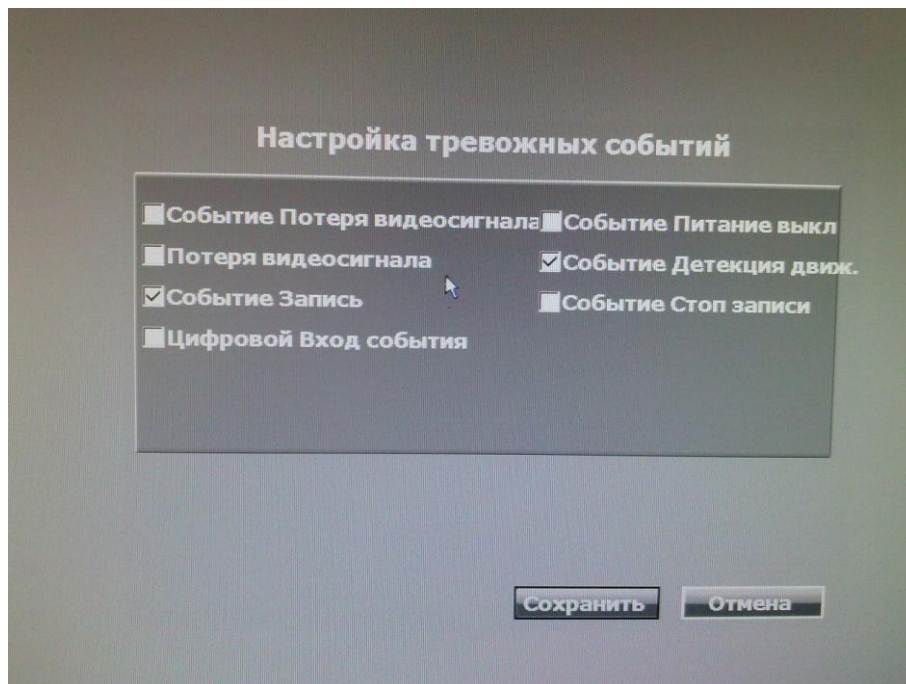 Настройка тревожных событий
Событие Потеря видеосигнала
Событие Питание выкл
Потеря видеосигнала
Событие Детекция движ.
Событие Запись
Событие Стоп записи
Цифровой Вход события
Сохранить
Отмена